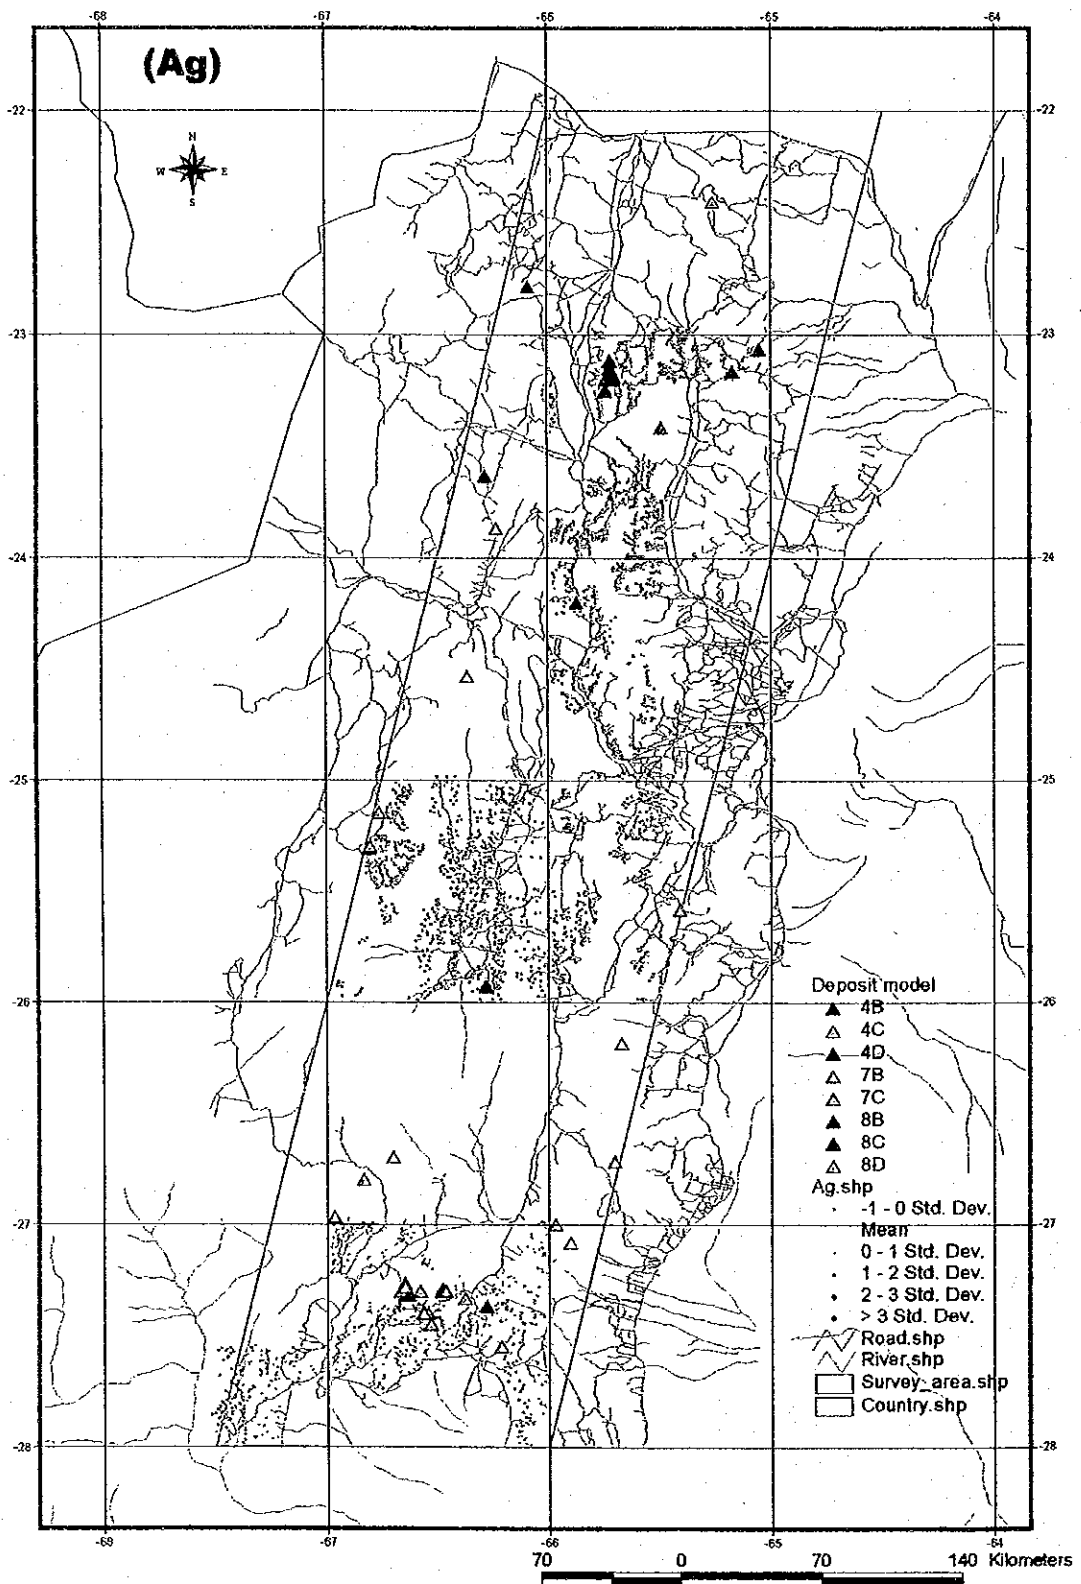 -68 -67 -66 -65 -64
(Ag)
-22 -22
N
W E
S
-23 -23
-24 -24
-25 -25
Deposit model
4B
4C
4D
7B
7C
8B
8C
8D
Ag.shp
-1 - 0 Std. Dev.
Mean
0 - 1 Std. Dev.
1 - 2 Std. Dev.
2 - 3 Std. Dev.
> 3 Std. Dev.
Road.shp
River.shp
Survey_area.shp
Country.shp
-26 -26
-27 -27
-28 -28
-68 -67 -66 -65 -64
70 0 70 140 Kilometers